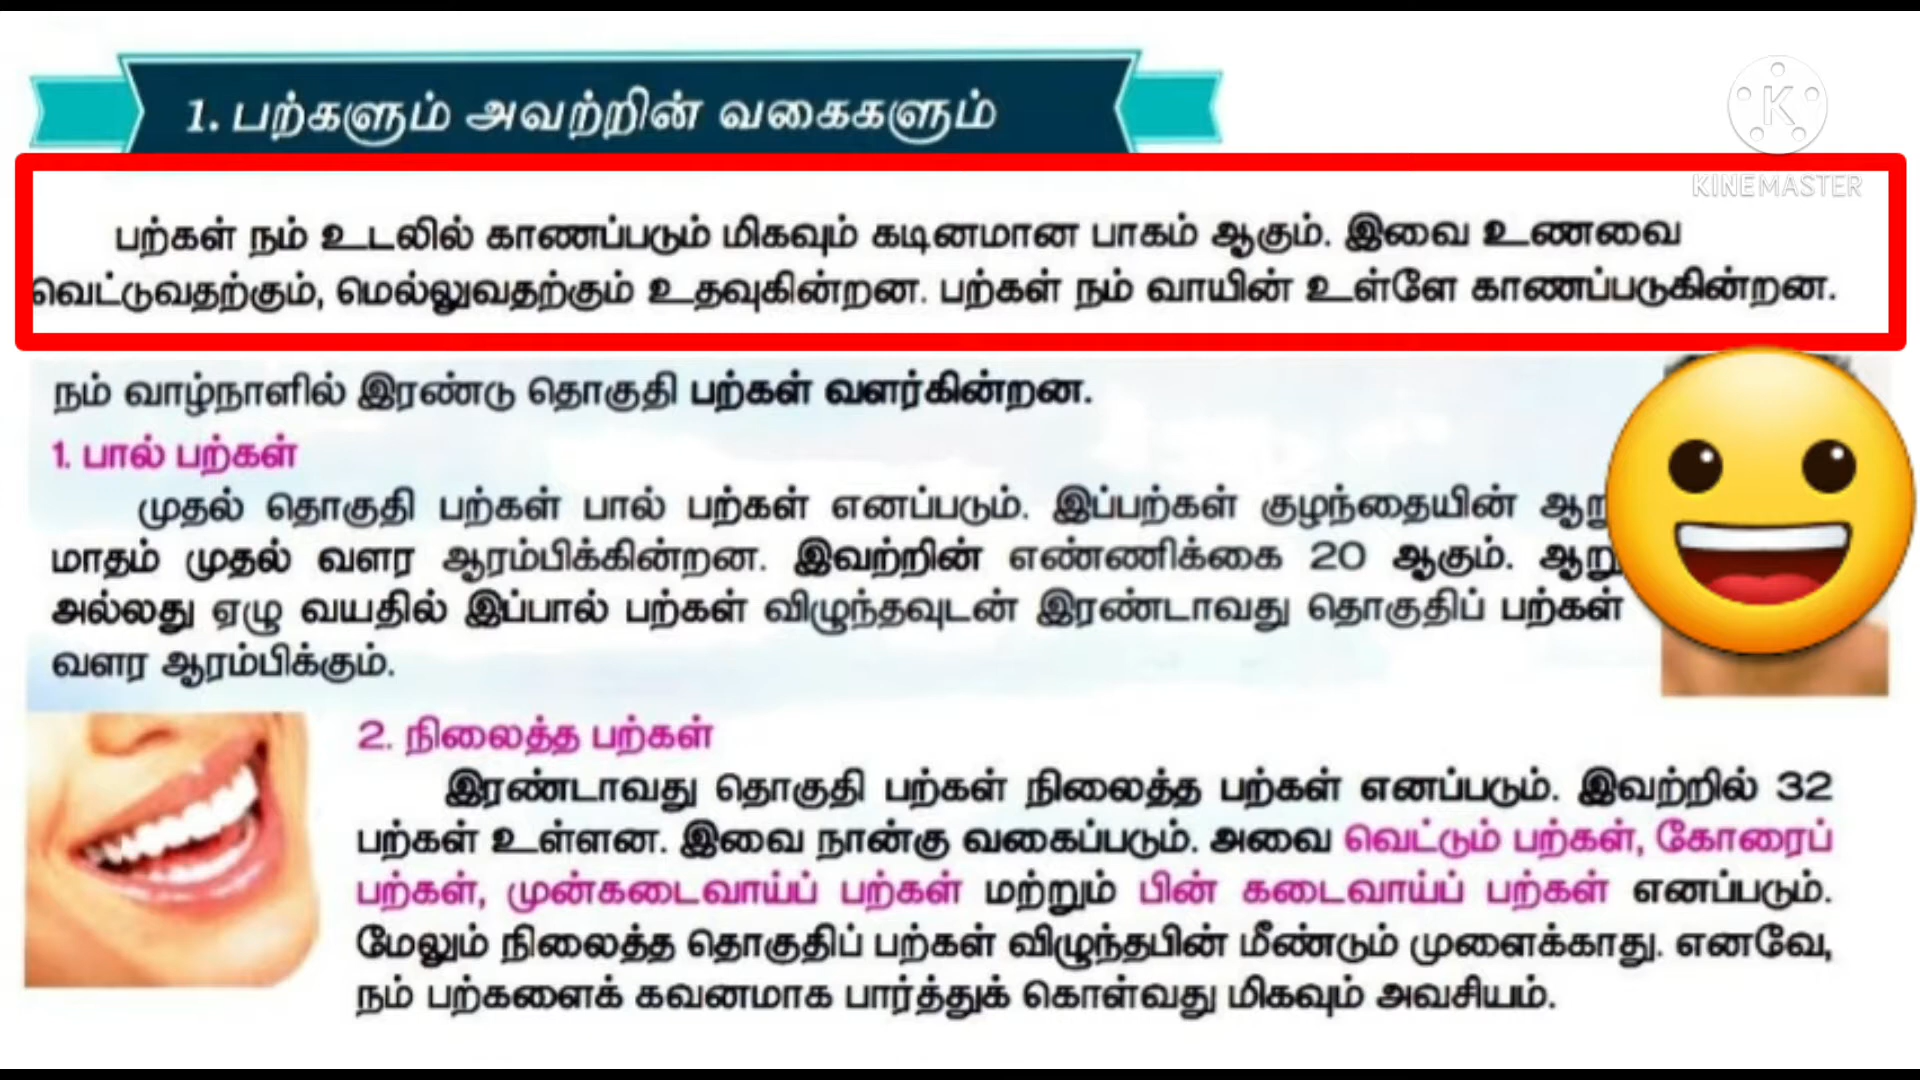 1. பற்களும் அவற்றின் வகைகளும்
KINEMASTER
பற்கள் நம் உடலில் காணப்படும் மிகவும் கடினமான பாகம் ஆகும். இவை உணவை
வெட்டுவதற்கும், மெல்லுவதற்கும் உதவுகின்றன. பற்கள் நம் வாயின் உள்ளே காணப்படுகின்றன.
நம் வாழ்நாளில் இரண்டு தொகுதி பற்கள் வளர்கின்றன.
1. பால் பற்கள்
முதல் தொகுதி பற்கள் பால் பற்கள் எனப்படும். இப்பற்கள் குழந்தையின் ஆறு
மாதம் முதல் வளர ஆரம்பிக்கின்றன. இவற்றின் எண்ணிக்கை 20 ஆகும். ஆறு
அல்லது ஏழு வயதில் இப்பால் பற்கள் விழுந்தவுடன் இரண்டாவது தொகுதிப் பற்கள்
வளர ஆரம்பிக்கும்.
2. நிலைத்த பற்கள்
இரண்டாவது தொகுதி பற்கள் நிலைத்த பற்கள் எனப்படும். இவற்றில் 32
பற்கள் உள்ளன. இவை நான்கு வகைப்படும். அவை வெட்டும் பற்கள், கோரைப்
பற்கள், முன்கடைவாய்ப் பற்கள் மற்றும் பின் கடைவாய்ப் பற்கள் எனப்படும்.
மேலும் நிலைத்த தொகுதிப் பற்கள் விழுந்தபின் மீண்டும் முளைக்காது. எனவே,
நம் பற்களைக் கவனமாக பார்த்துக் கொள்வது மிகவும் அவசியம்.